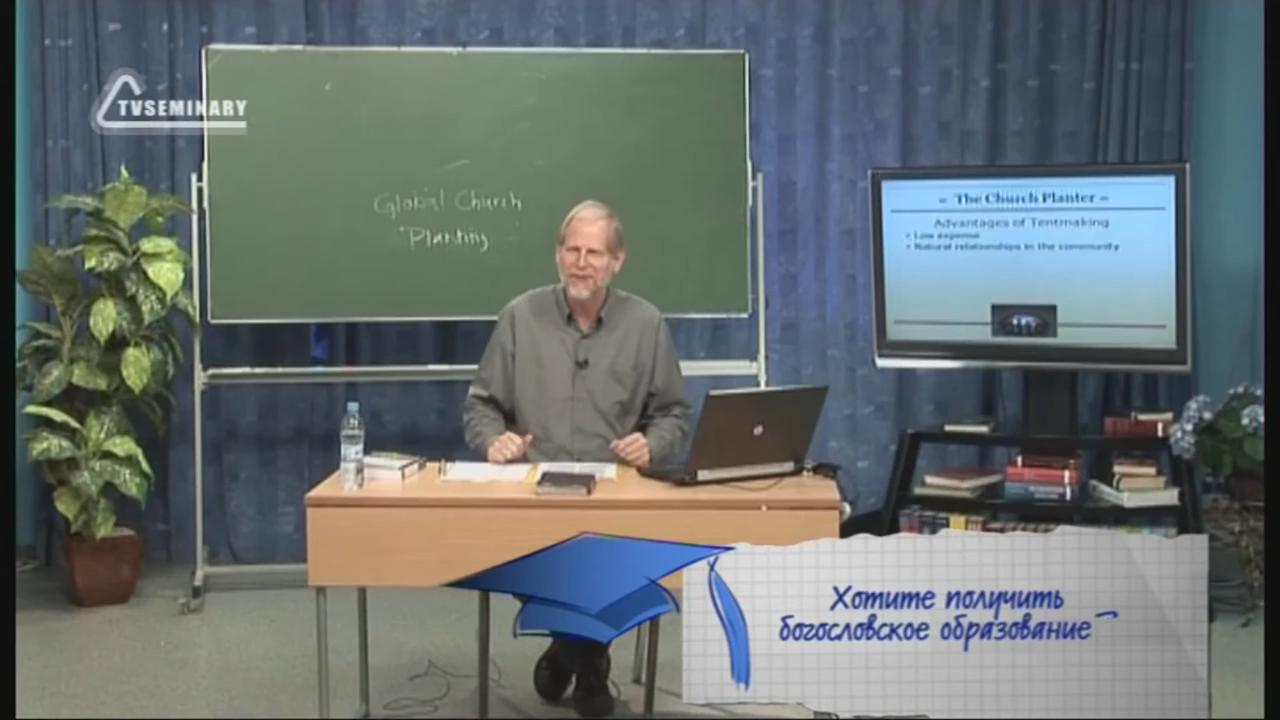 TVSEMINARY
Global Church
Planting
The Church Planter
Advantages of Tentmaking
• Low expense
• Natural relationships in the community
Хотите получить
богословское образование